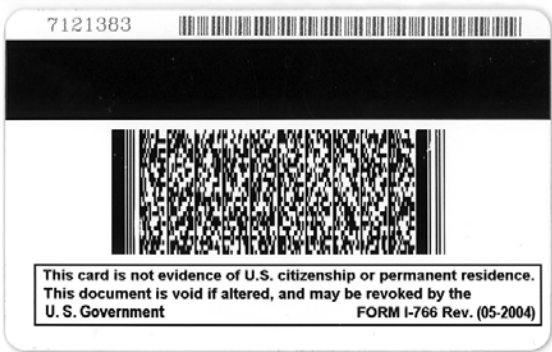 7121383
This card is not evidence of U.S. citizenship or permanent residence.
This document is void if altered, and may be revoked by the
U. S. Government FORM I-766 Rev. (05-2004)